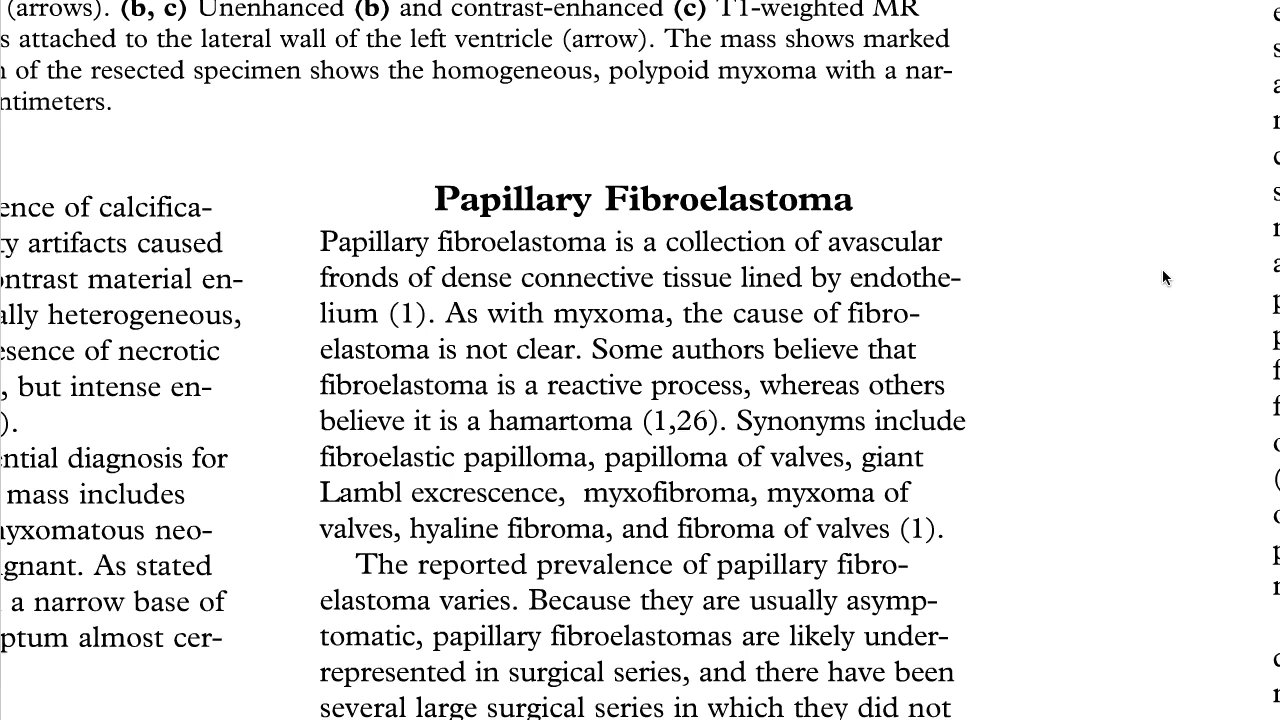 (arrows). (b, c) Unenhanced (b) and contrast-enhanced (c) T1-weighted MR
s attached to the lateral wall of the left ventricle (arrow). The mass shows marked
of the resected specimen shows the homogeneous, polypoid myxoma with a nar-
ntimeters.
ence of calcifica-
ty artifacts caused
ontrast material en-
ally heterogeneous,
esence of necrotic
, but intense en-
).
ential diagnosis for
mass includes
myxomatous neo-
gnant. As stated
a narrow base of
ptum almost cer-
Papillary Fibroelastoma
Papillary fibroelastoma is a collection of avascular
fronds of dense connective tissue lined by endothe-
lium (1). As with myxoma, the cause of fibro-
elastoma is not clear. Some authors believe that
fibroelastoma is a reactive process, whereas others
believe it is a hamartoma (1,26). Synonyms include
fibroelastic papilloma, papilloma of valves, giant
Lambl excrescence,  myxofibroma, myxoma of
valves, hyaline fibroma, and fibroma of valves (1).
The reported prevalence of papillary fibro-
elastoma varies. Because they are usually asymp-
tomatic, papillary fibroelastomas are likely under-
represented in surgical series, and there have been
several large surgical series in which they did not